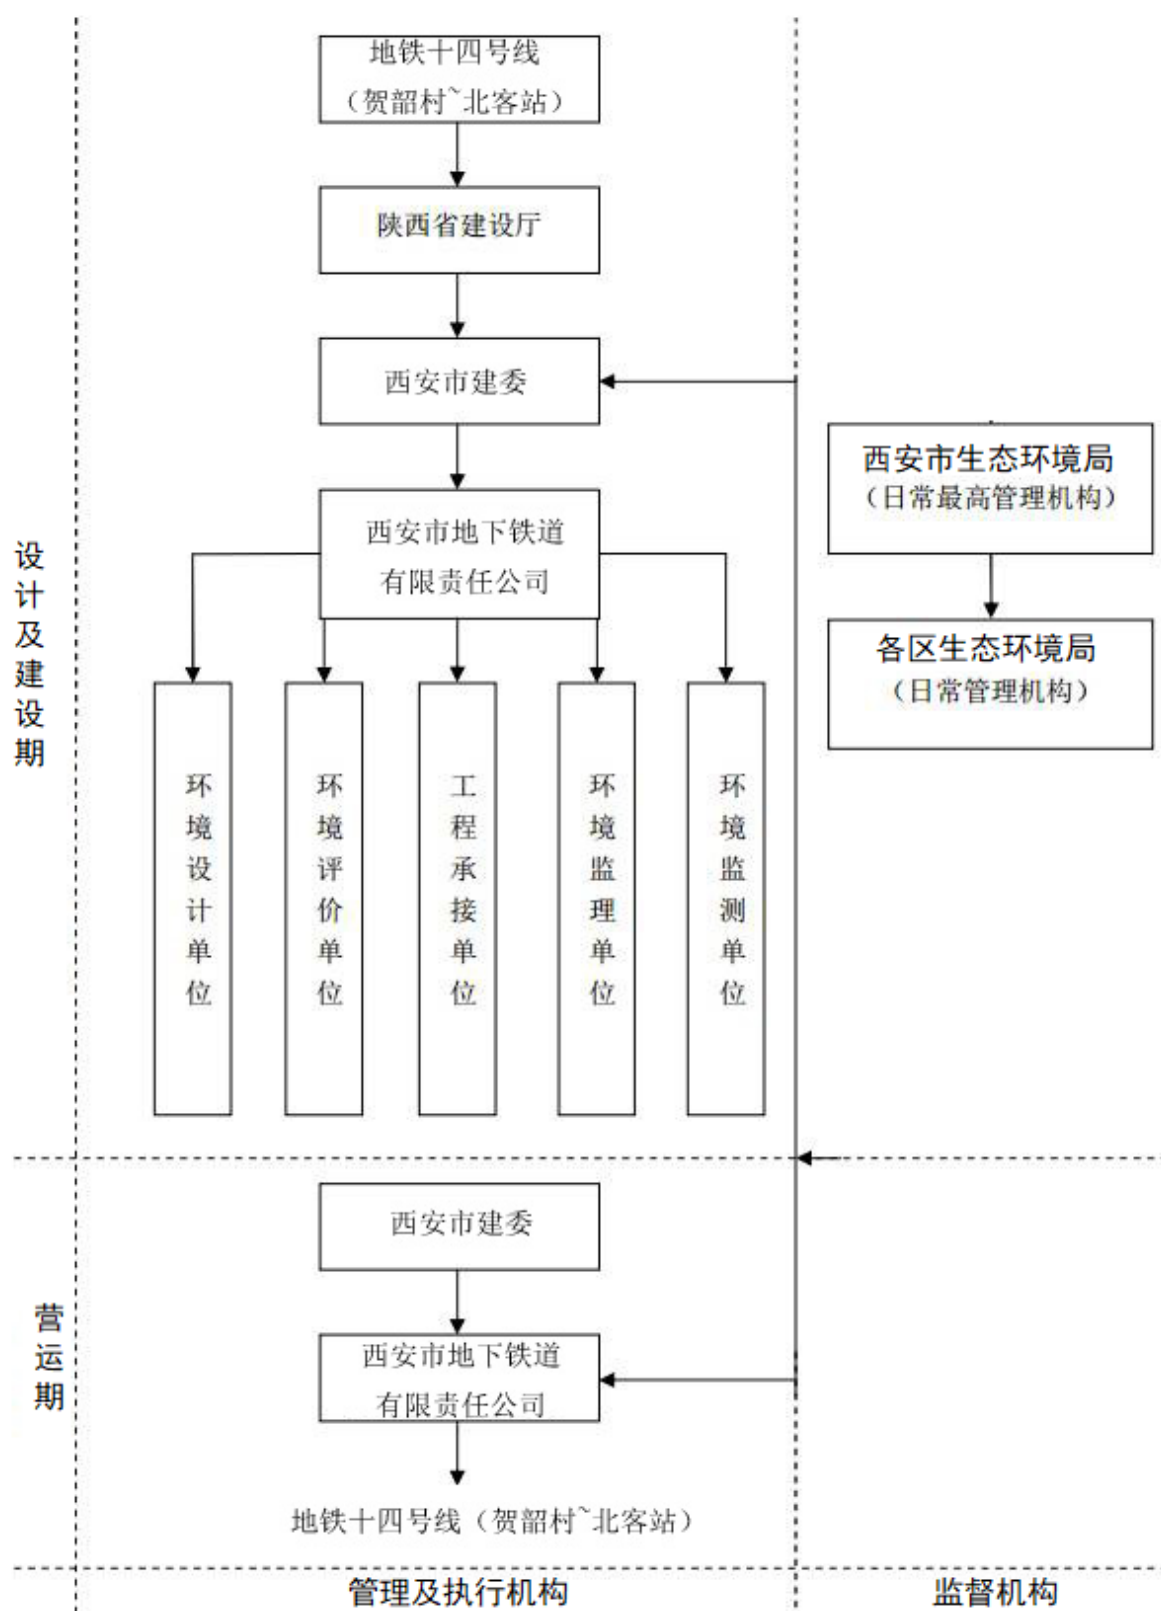 地铁十四号线
（贺韶村~北客站）
陕西省建设厅
西安市建委
西安市生态环境局
（日常最高管理机构）
西安市地下铁道
有限责任公司
各区生态环境局
（日常管理机构）
设计及建设期
环境设计单位
环境评价单位
工程承接单位
环境监理单位
环境监测单位
西安市建委
营运期
西安市地下铁道
有限责任公司
地铁十四号线（贺韶村~北客站）
管理及执行机构
监督机构